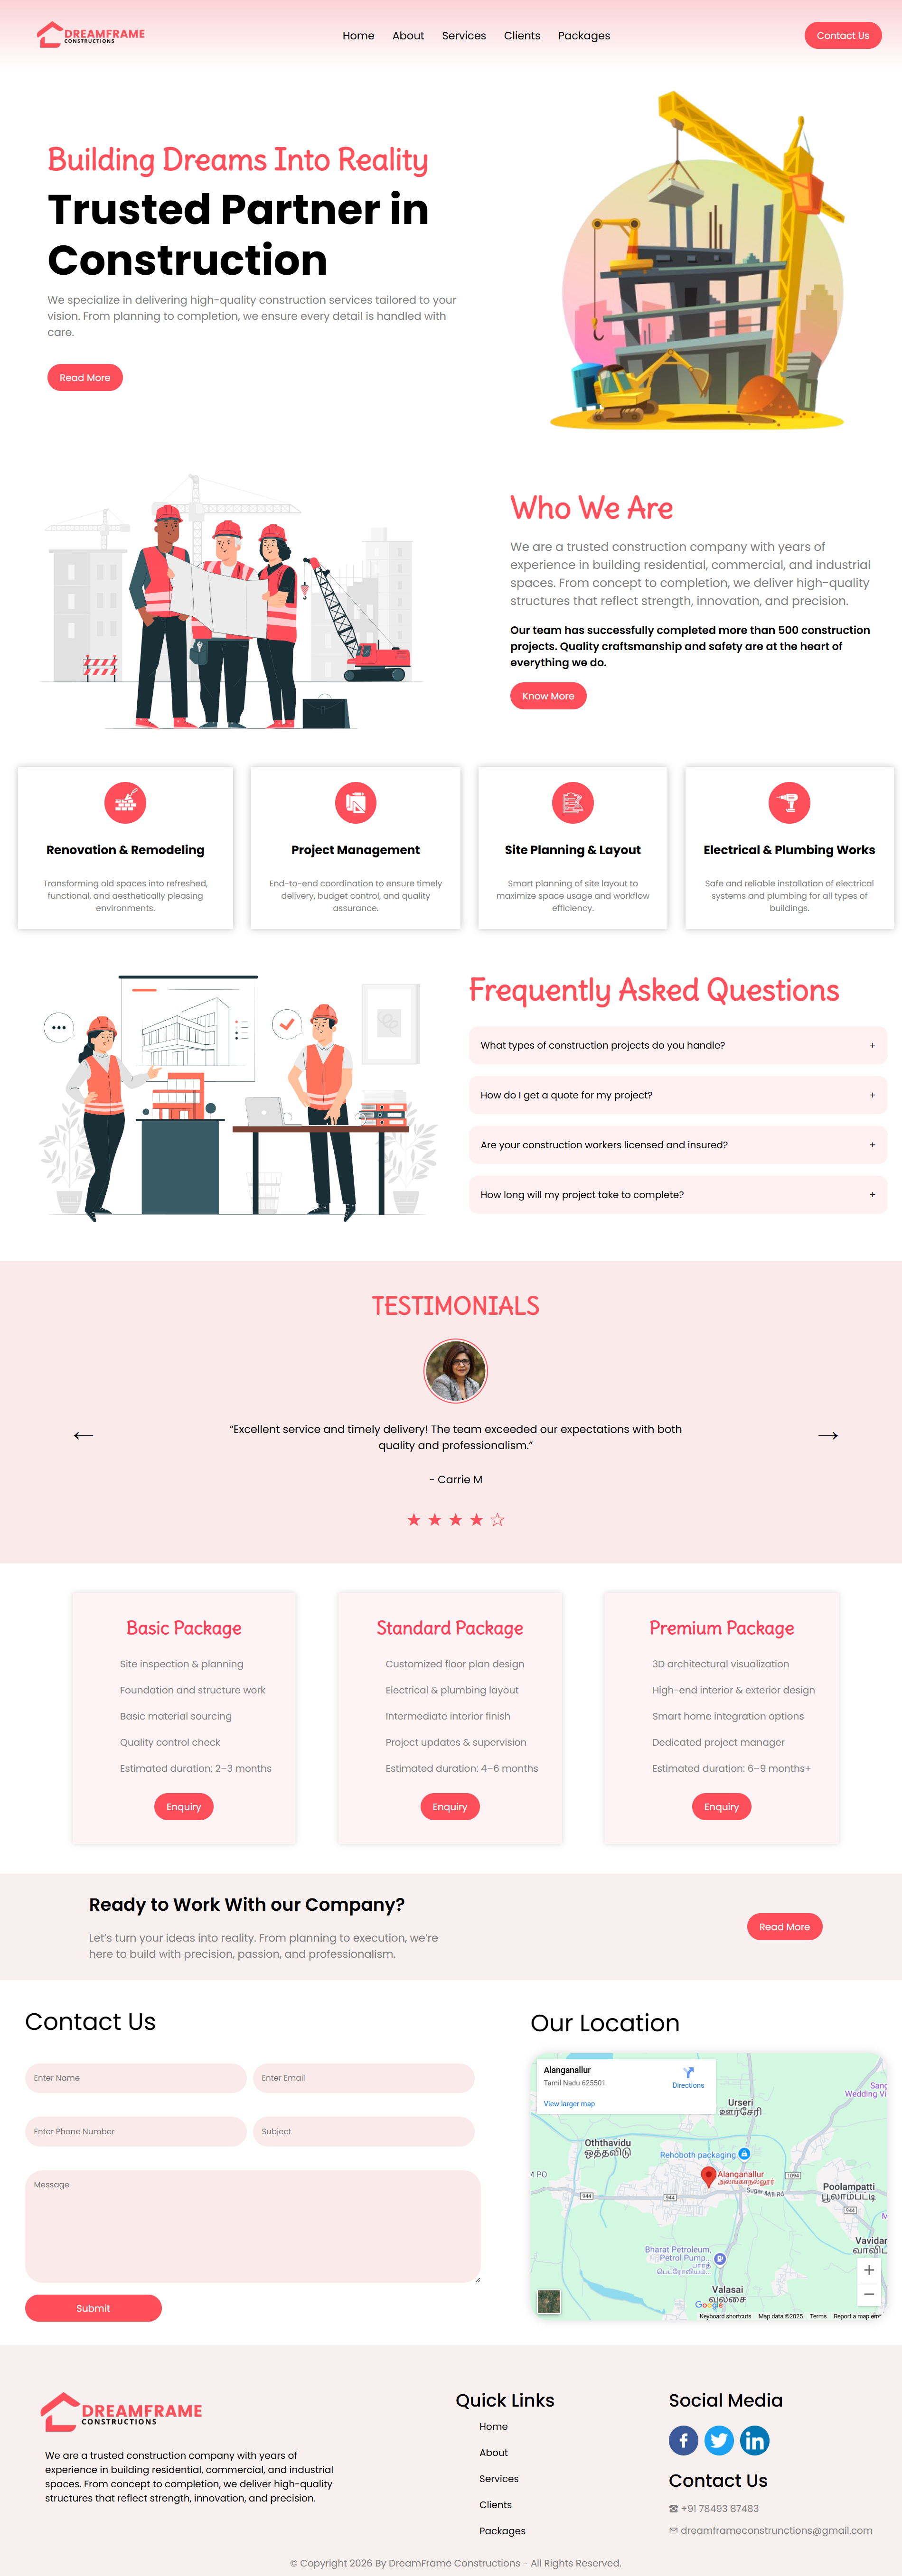 DREAMFRAME
CONSTRUCTIONS
Home About Services Clients Packages
Contact Us
Building Dreams Into Reality
Trusted Partner in
Construction
We specialize in delivering high-quality construction services tailored to your
vision. From planning to completion, we ensure every detail is handled with
care.
Read More
Who We Are
We are a trusted construction company with years of
experience in building residential, commercial, and industrial
spaces. From concept to completion, we deliver high-quality
structures that reflect strength, innovation, and precision.
Our team has successfully completed more than 500 construction
projects. Quality craftsmanship and safety are at the heart of
everything we do.
Know More
Renovation & Remodeling
Transforming old spaces into refreshed,
functional, and aesthetically pleasing
environments.
Project Management
End-to-end coordination to ensure timely
delivery, budget control, and quality
assurance.
Site Planning & Layout
Smart planning of site layout to
maximize space usage and workflow
efficiency.
Electrical & Plumbing Works
Safe and reliable installation of electrical
systems and plumbing for all types of
buildings.
Frequently Asked Questions
What types of construction projects do you handle? +
How do I get a quote for my project? +
Are your construction workers licensed and insured? +
How long will my project take to complete? +
TESTIMONIALS
“Excellent service and timely delivery! The team exceeded our expectations with both
quality and professionalism.”
- Carrie M
★ ★ ★ ★ ☆
Basic Package
Site inspection & planning
Foundation and structure work
Basic material sourcing
Quality control check
Estimated duration: 2–3 months
Enquiry
Standard Package
Customized floor plan design
Electrical & plumbing layout
Intermediate interior finish
Project updates & supervision
Estimated duration: 4–6 months
Enquiry
Premium Package
3D architectural visualization
High-end interior & exterior design
Smart home integration options
Dedicated project manager
Estimated duration: 6–9 months+
Enquiry
Ready to Work With our Company?
Let’s turn your ideas into reality. From planning to execution, we’re
here to build with precision, passion, and professionalism.
Read More
Contact Us
Enter Name
Enter Email
Enter Phone Number
Subject
Message
Submit
Our Location
Alanganallur
Tamil Nadu 625501
Directions
View larger map
Sang
Wedding Vi
Urseri
ஊர்சேரி
Oththavidu
ஒத்தவிடு
Rehoboth packaging
M PO
Alanganallur
அலங்காநல்லூர்
1094
Sugar Mill Rd
944
944
944
Poolampatti
பூலாம்பட்டி
Vavidar
வாவிட
Bharat Petroleum,
Petrol Pump...
பாரத்
பெட்ரோலியம்...
Valasai
வலசை
Google
Keyboard shortcuts Map data ©2025 Terms Report a map err
DREAMFRAME
CONSTRUCTIONS
We are a trusted construction company with years of
experience in building residential, commercial, and industrial
spaces. From concept to completion, we deliver high-quality
structures that reflect strength, innovation, and precision.
Quick Links
Home
About
Services
Clients
Packages
Social Media
Contact Us
+91 78493 87483
dreamframeconstrunctions@gmail.com
© Copyright 2026 By DreamFrame Constructions - All Rights Reserved.